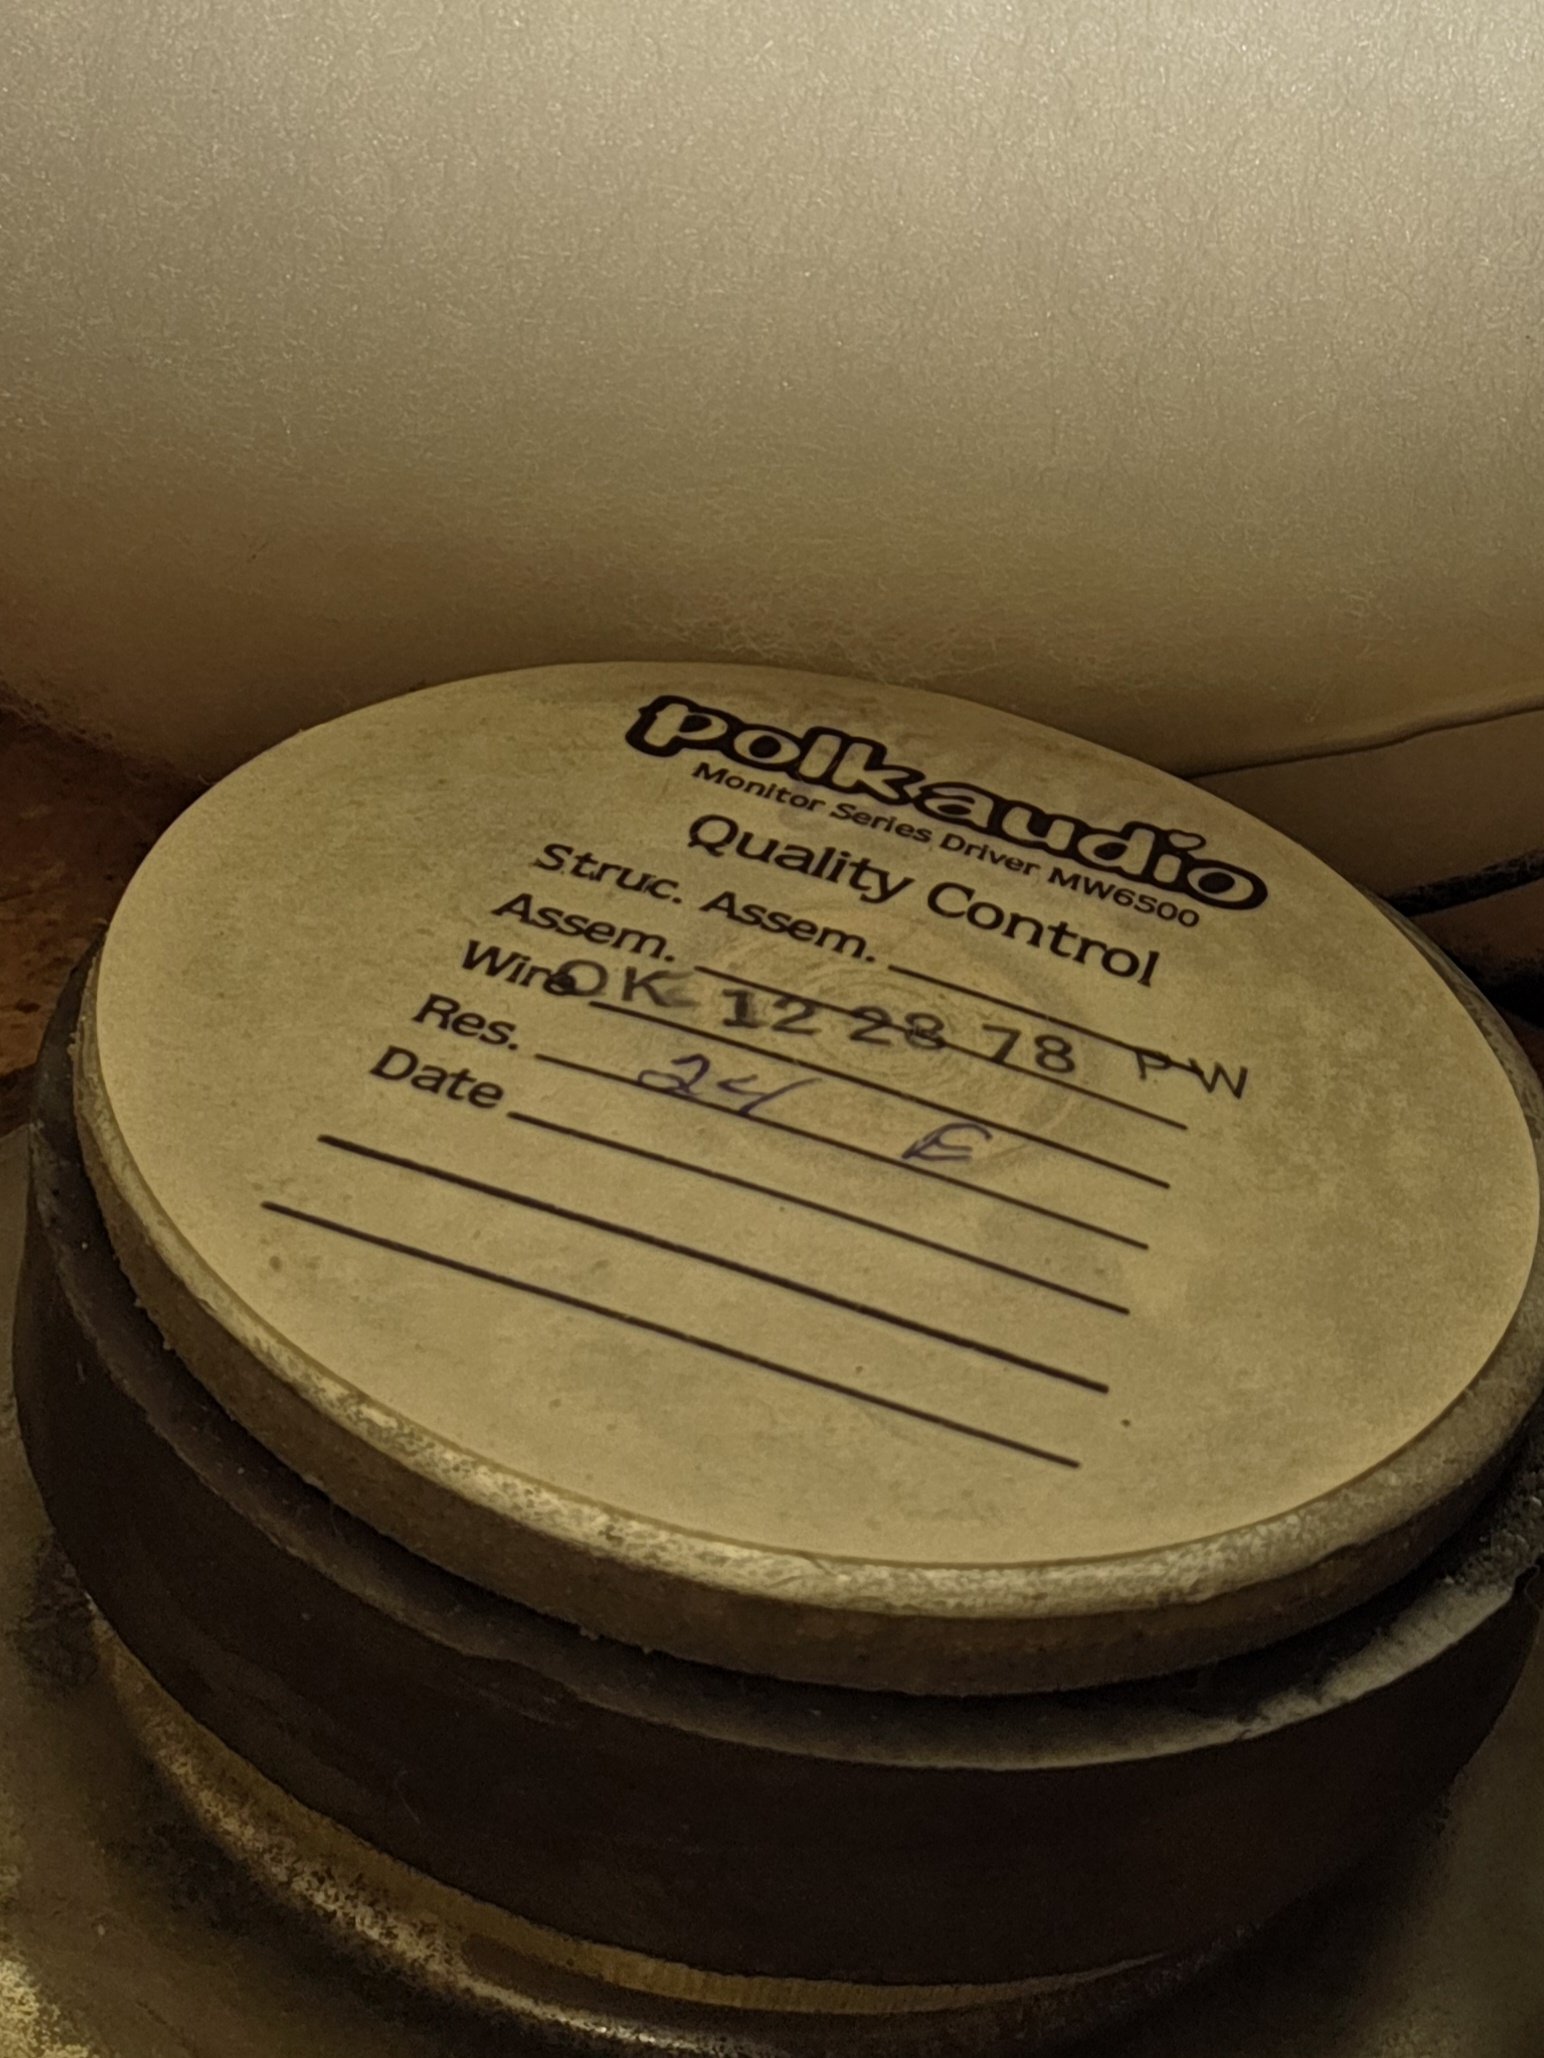 polkaudio
Monitor Series Driver MW6500
Quality Control
Struc. Assem.
Assem.
Wire
OK 12 28 78 PW
Res. 24
Date